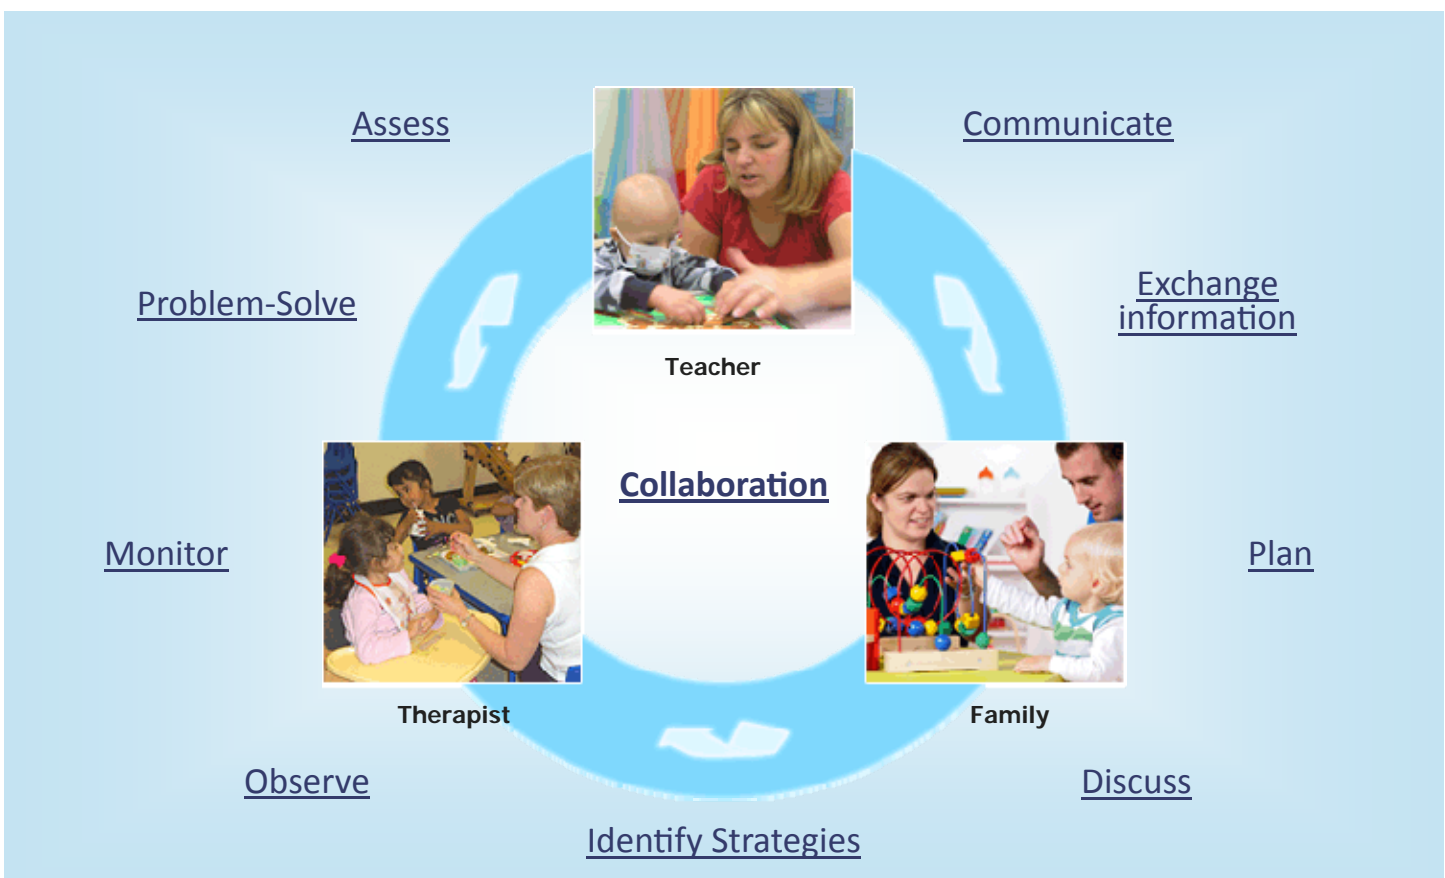 Assess
Communicate
Problem-Solve
Exchange
information
Teacher
Collaboration
Monitor
Plan
Therapist
Family
Observe
Discuss
Identify Strategies